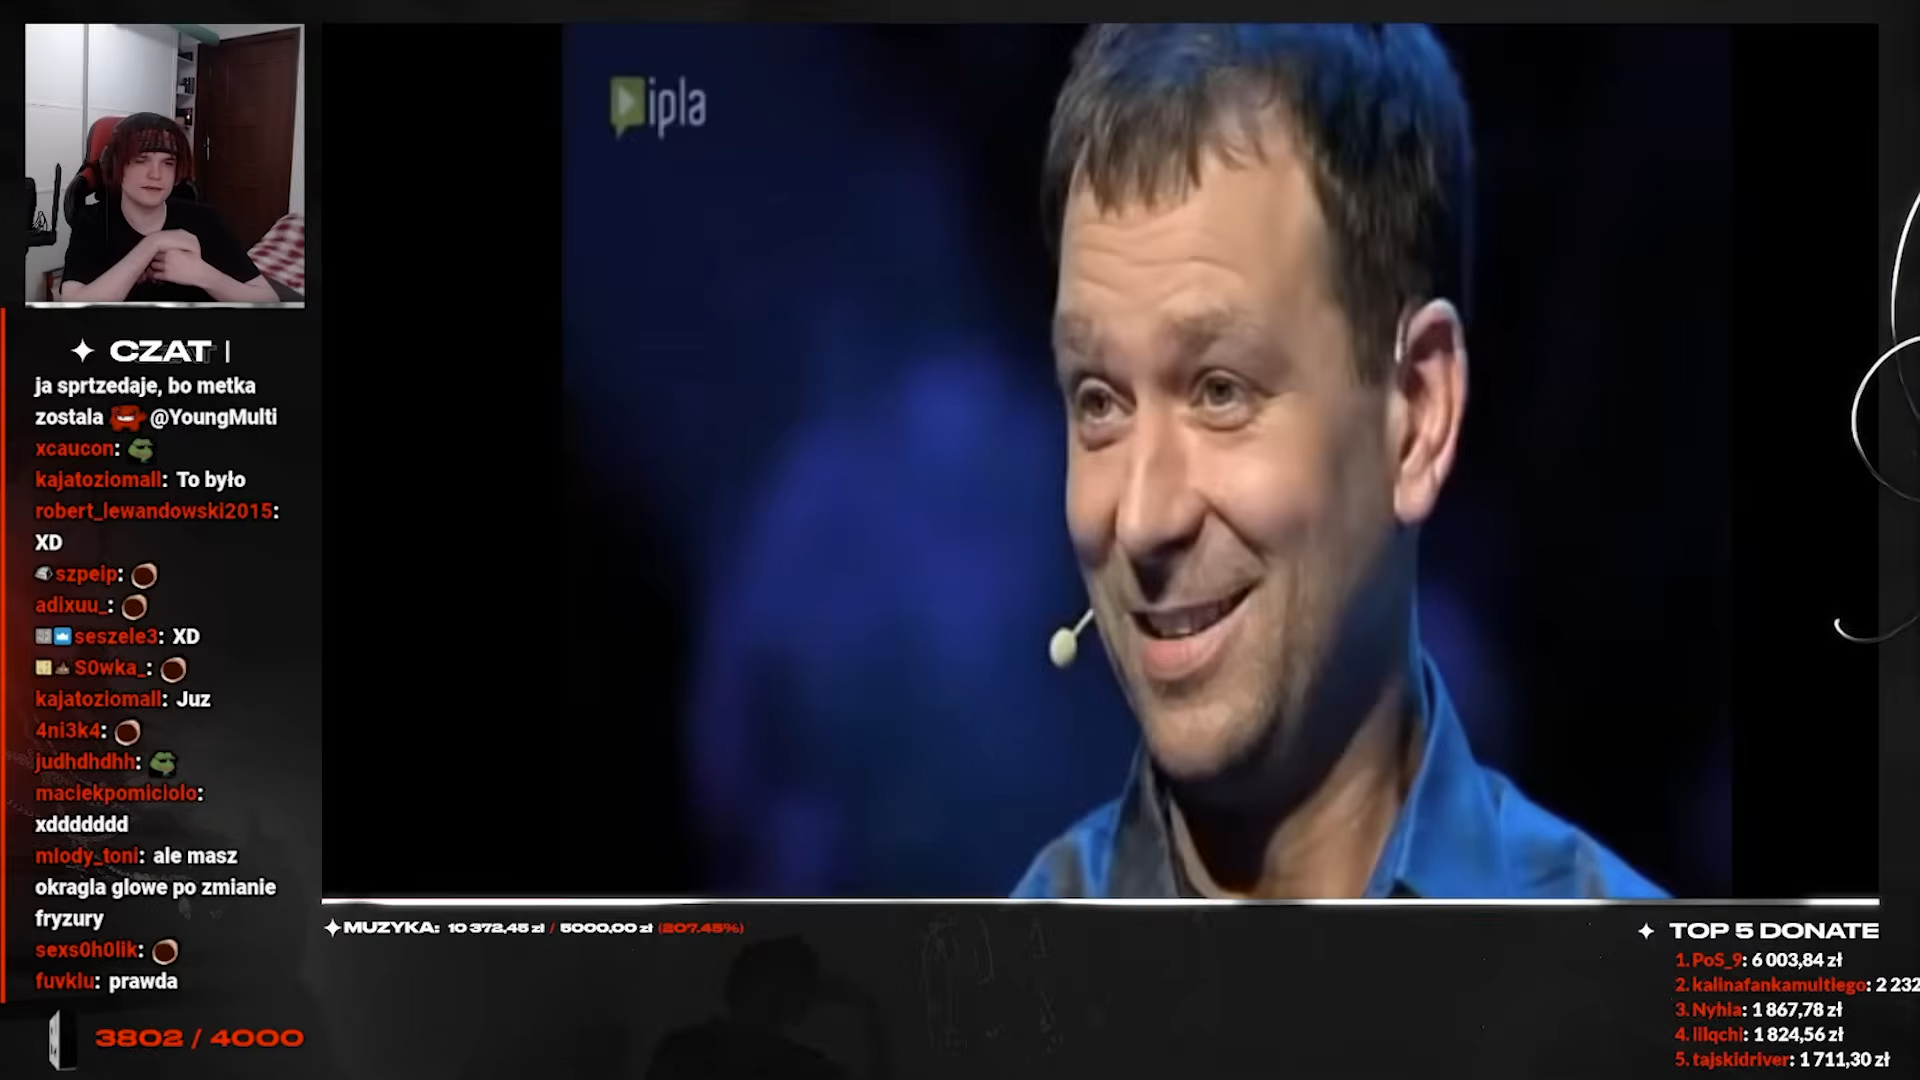 ipla
CZAT |
ja sprtzedaje, bo metka
zostala @YoungMulti
xcaucon:
kajatoziomall: To było
robert_lewandowski2015:
XD
szpeip:
adixuu_:
seszele3: XD
S0wka_:
kajatoziomall: Juz
4ni3k4:
judhdhdhh:
maciekpomiciolo:
xddddddd
mlody_toni: ale masz
okragla glowe po zmianie
fryzury
sexs0h0lik:
fuvklu: prawda
3802 / 4000
MUZYKA: 10 372,45 zł / 5000,00 zł (207.45%)
TOP 5 DONATE
1. PoS_9: 6 003,84 zł
2. kalinafankamultiego: 2 232
3. Nyhia: 1 867,78 zł
4. lilqchi: 1 824,56 zł
5. tajskidriver: 1 711,30 zł